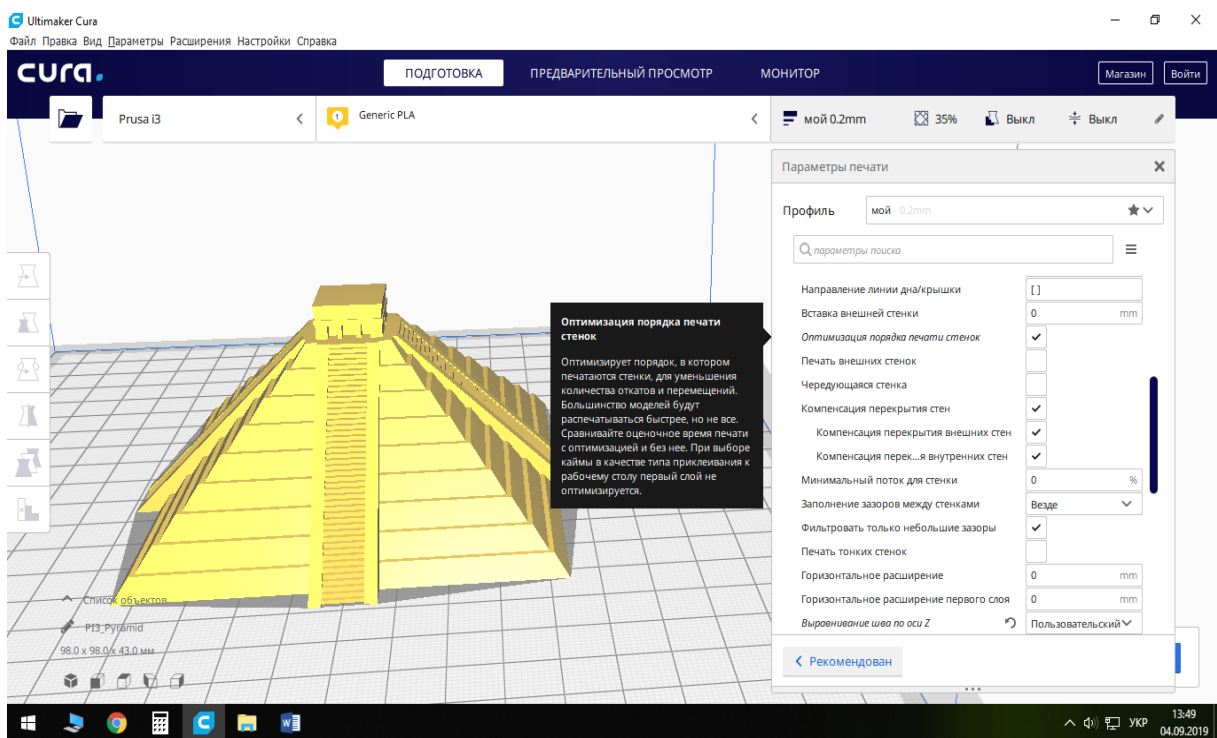 Ultimaker Cura
Файл Правка Вид Параметры Расширения Настройки Справка
cura.
ПОДГОТОВКА
ПРЕДВАРИТЕЛЬНЫЙ ПРОСМОТР
МОНИТОР
Магазин
Войти
Prusa i3
1
Generic PLA
мой 0.2mm
35%
Выкл
Выкл
Параметры печати
Профиль
мой 0.2mm
параметры поиска
Направление линии дна/крышки
[ ]
Вставка внешней стенки
0 mm
Оптимизация порядка печати стенок
Печать внешних стенок
Чередующаяся стенка
Компенсация перекрытия стен
Компенсация перекрытия внешних стен
Компенсация перек...я внутренних стен
Минимальный поток для стенки
0 %
Заполнение зазоров между стенками
Везде
Фильтровать только небольшие зазоры
Печать тонких стенок
Горизонтальное расширение
0 mm
Горизонтальное расширение первого слоя
0 mm
Выравнивание шва по оси Z
Пользовательский
Рекомендован
Оптимизация порядка печати
стенок
Оптимизирует порядок, в котором
печатаются стенки, для уменьшения
количества откатов и перемещений.
Большинство моделей будут
распечатываться быстрее, но не все.
Сравнивайте оценочное время печати
с оптимизацией и без нее. При выборе
каймы в качестве типа приклеивания к
рабочему столу первый слой не
оптимизируется.
Список объектов
PI3_Pyramid
98.0 x 98.0 x 43.0 мм
УКР
13:49
04.09.2019